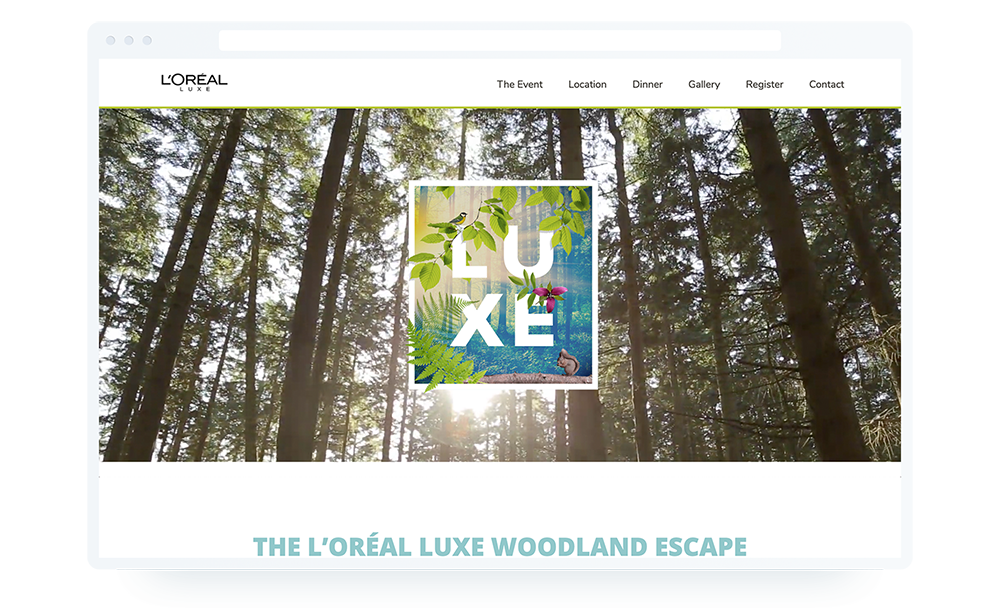 L'ORÉAL
LUXE
The Event Location Dinner Gallery Register Contact
LU
XE
THE L’ORÉAL LUXE WOODLAND ESCAPE